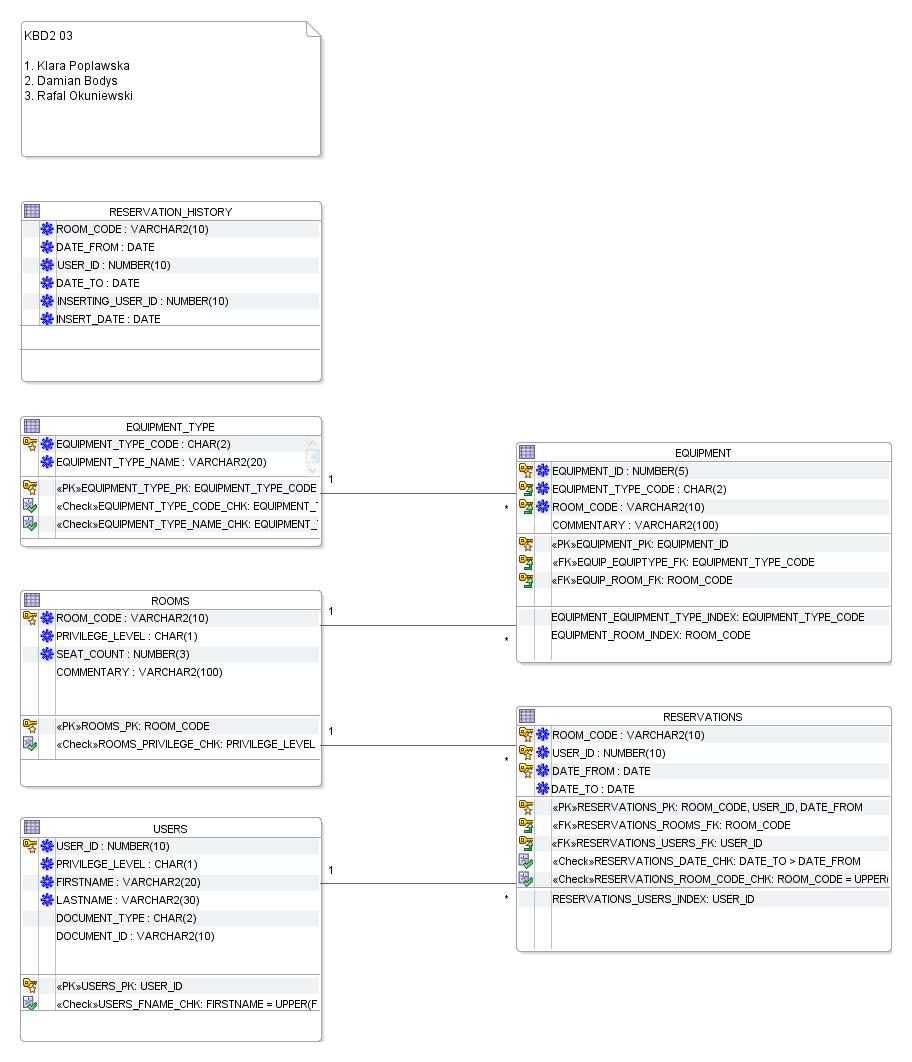 KBD2 03
1. Klara Poplawska
2. Damian Bodys
3. Rafal Okuniewski
RESERVATION_HISTORY
ROOM_CODE : VARCHAR2(10)
DATE_FROM : DATE
USER_ID : NUMBER(10)
DATE_TO : DATE
INSERTING_USER_ID : NUMBER(10)
INSERT_DATE : DATE
EQUIPMENT_TYPE
EQUIPMENT_TYPE_CODE : CHAR(2)
EQUIPMENT_TYPE_NAME : VARCHAR2(20)
«PK»EQUIPMENT_TYPE_PK: EQUIPMENT_TYPE_CODE
«Check»EQUIPMENT_TYPE_CODE_CHK: EQUIPMENT_T
«Check»EQUIPMENT_TYPE_NAME_CHK: EQUIPMENT_
1
*
EQUIPMENT
EQUIPMENT_ID : NUMBER(5)
EQUIPMENT_TYPE_CODE : CHAR(2)
ROOM_CODE : VARCHAR2(10)
COMMENTARY : VARCHAR2(100)
«PK»EQUIPMENT_PK: EQUIPMENT_ID
«FK»EQUIP_EQUIPTYPE_FK: EQUIPMENT_TYPE_CODE
«FK»EQUIP_ROOM_FK: ROOM_CODE
EQUIPMENT_EQUIPMENT_TYPE_INDEX: EQUIPMENT_TYPE_CODE
EQUIPMENT_ROOM_INDEX: ROOM_CODE
ROOMS
ROOM_CODE : VARCHAR2(10)
PRIVILEGE_LEVEL : CHAR(1)
SEAT_COUNT : NUMBER(3)
COMMENTARY : VARCHAR2(100)
«PK»ROOMS_PK: ROOM_CODE
«Check»ROOMS_PRIVILEGE_CHK: PRIVILEGE_LEVEL
1
*
1
*
RESERVATIONS
ROOM_CODE : VARCHAR2(10)
USER_ID : NUMBER(10)
DATE_FROM : DATE
DATE_TO : DATE
«PK»RESERVATIONS_PK: ROOM_CODE, USER_ID, DATE_FROM
«FK»RESERVATIONS_ROOMS_FK: ROOM_CODE
«FK»RESERVATIONS_USERS_FK: USER_ID
«Check»RESERVATIONS_DATE_CHK: DATE_TO > DATE_FROM
«Check»RESERVATIONS_ROOM_CODE_CHK: ROOM_CODE = UPPER(
RESERVATIONS_USERS_INDEX: USER_ID
USERS
USER_ID : NUMBER(10)
PRIVILEGE_LEVEL : CHAR(1)
FIRSTNAME : VARCHAR2(20)
LASTNAME : VARCHAR2(30)
DOCUMENT_TYPE : CHAR(2)
DOCUMENT_ID : VARCHAR2(10)
«PK»USERS_PK: USER_ID
«Check»USERS_FNAME_CHK: FIRSTNAME = UPPER(F
1
*